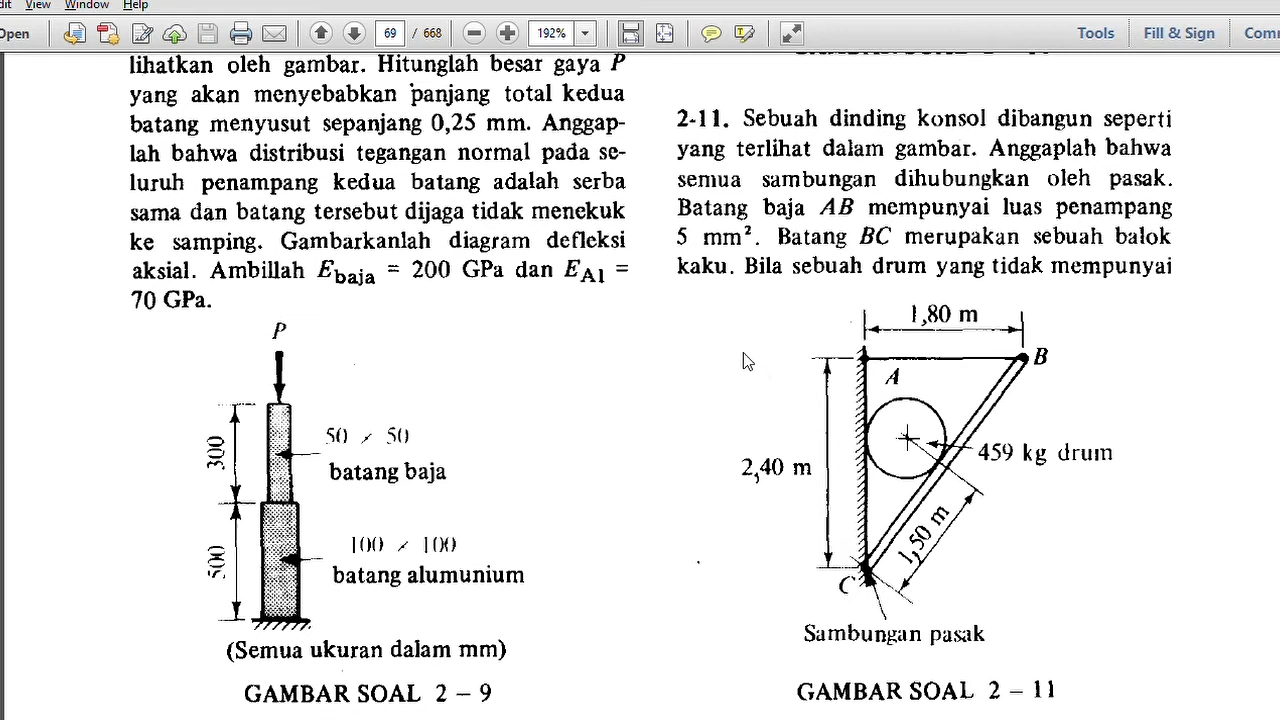 dit View Window Help
Open 69 / 668 192% Tools Fill & Sign Comm
lihatkan oleh gambar. Hitunglah besar gaya P
yang akan menyebabkan panjang total kedua
batang menyusut sepanjang 0,25 mm. Anggap-
lah bahwa distribusi tegangan normal pada se-
luruh penampang kedua batang adalah serba
sama dan batang tersebut dijaga tidak menekuk
ke samping. Gambarkanlah diagram defleksi
aksial. Ambillah Ebaja = 200 GPa dan EAl =
70 GPa.
P
300
50 × 50
batang baja
500
100 × 100
batang alumunium
(Semua ukuran dalam mm)
GAMBAR SOAL 2 – 9
2-11. Sebuah dinding konsol dibangun seperti
yang terlihat dalam gambar. Anggaplah bahwa
semua sambungan dihubungkan oleh pasak.
Batang baja AB mempunyai luas penampang
5 mm². Batang BC merupakan sebuah balok
kaku. Bila sebuah drum yang tidak mempunyai
1,80 m
B
A
459 kg drum
2,40 m
1,50 m
C
Sambungan pasak
GAMBAR SOAL 2 – 11